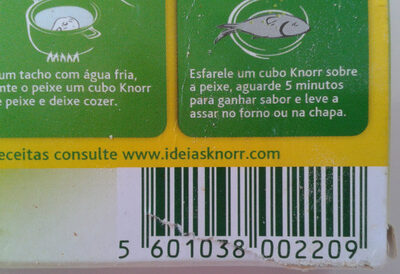 um tacho com água fria,
nte o peixe um cubo Knorr
peixe e deixe cozer.
Esfarele um cubo Knorr sobre
a peixe, aguarde 5 minutos
para ganhar sabor e leve a
assar no forno ou na chapa.
eceitas consulte www.ideiasknorr.com
5 601038 002209